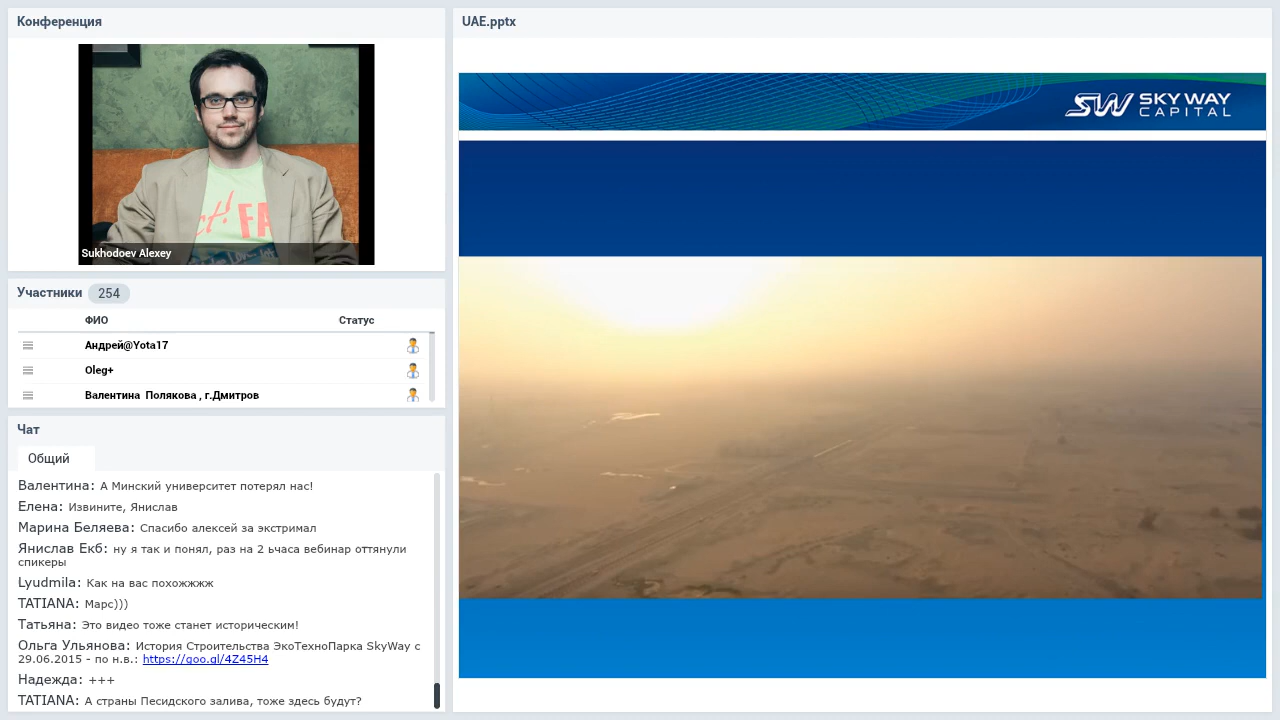 Конференция
Sukhodoev Alexey
Участники 254
ФИО Статус
Андрей@Yota17
Oleg+
Валентина Полякова , г.Дмитров
Чат
Общий
Валентина: А Минский университет потерял нас!
Елена: Извините, Янислав
Марина Беляева: Спасибо алексей за экстримал
Янислав Екб: ну я так и понял, раз на 2 ьчаса вебинар оттянули
спикеры
Lyudmila: Как на вас похожжжж
TATIANA: Марс)))
Татьяна: Это видео тоже станет историческим!
Ольга Ульянова: История Строительства ЭкоТехноПарка SkyWay с
29.06.2015 - по н.в.: https://goo.gl/4Z45H4
Надежда: +++
TATIANA: А страны Песидского залива, тоже здесь будут?
UAE.pptx
SW SKY WAY
CAPITAL